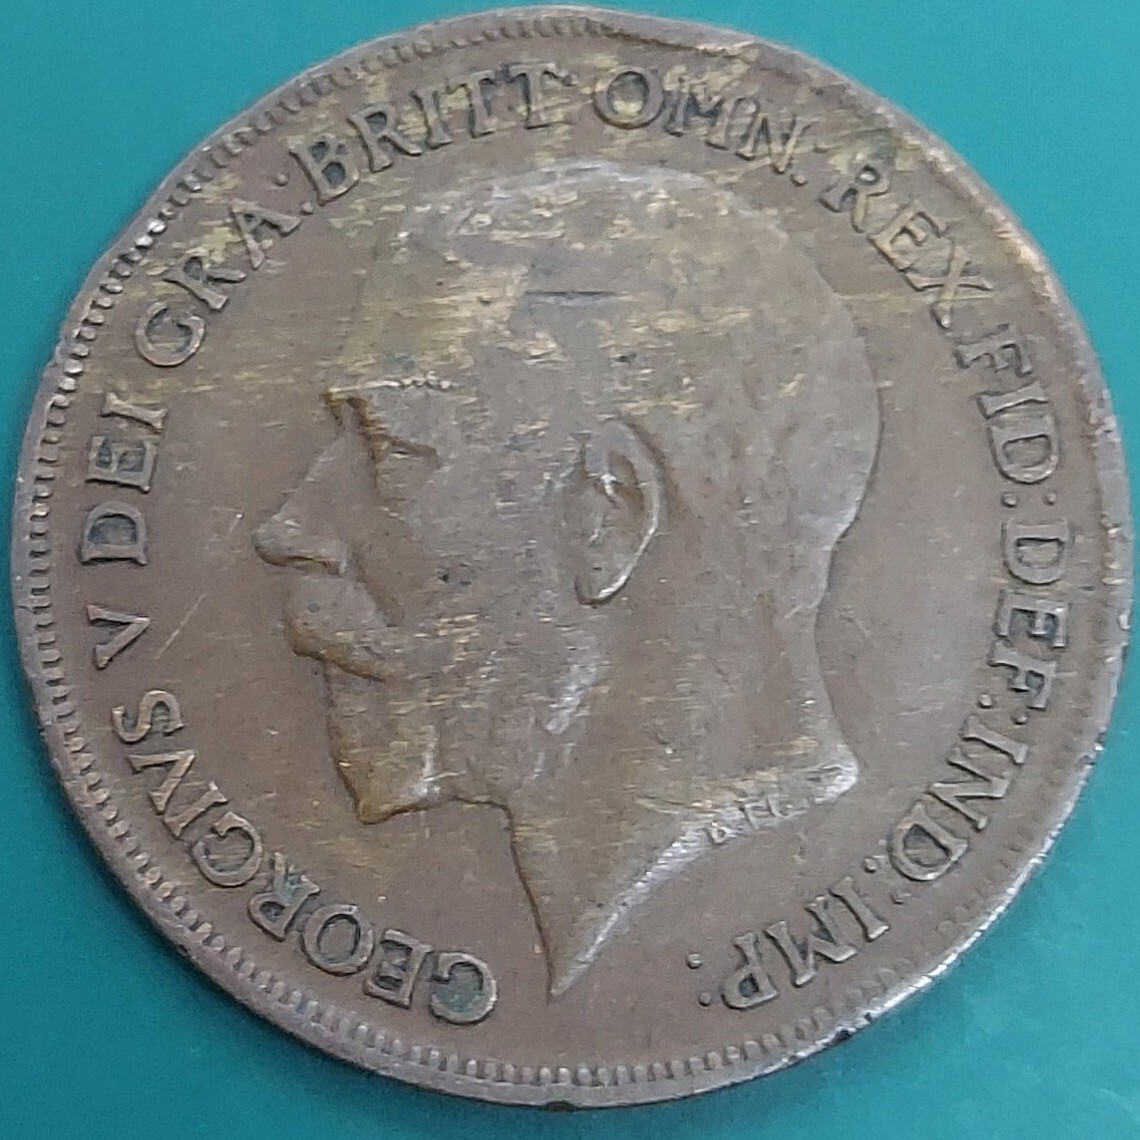 GEORGIVS V DEI GRA: BRITT OMN: REX FID: DEF: IND: IMP: